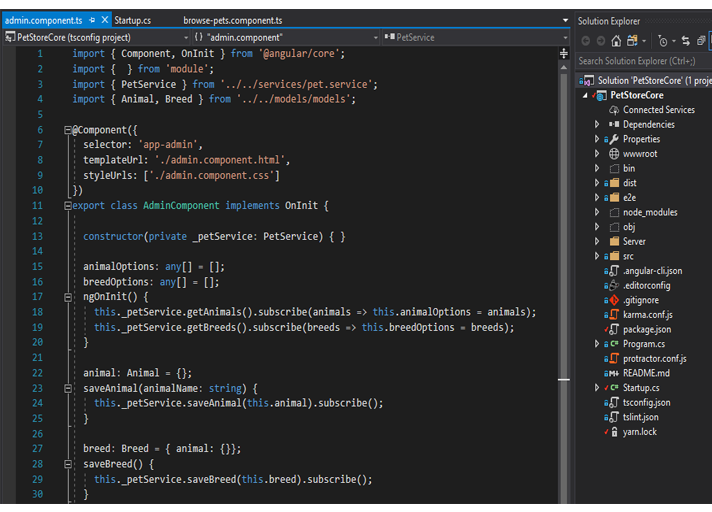 admin.component.ts
Startup.cs
browse-pets.component.ts
PetStoreCore (tsconfig project)
{} "admin.component"
PetService
1 import { Component, OnInit } from '@angular/core';
2 import {  } from 'module';
3 import { PetService } from '../../services/pet.service';
4 import { Animal, Breed } from '../../models/models';
5
6 @Component({
7 selector: 'app-admin',
8 templateUrl: './admin.component.html',
9 styleUrls: ['./admin.component.css']
10 })
11 export class AdminComponent implements OnInit {
12
13 constructor(private _petService: PetService) { }
14
15 animalOptions: any[] = [];
16 breedOptions: any[] = [];
17 ngOnInit() {
18 this._petService.getAnimals().subscribe(animals => this.animalOptions = animals);
19 this._petService.getBreeds().subscribe(breeds => this.breedOptions = breeds);
20 }
21
22 animal: Animal = {};
23 saveAnimal(animalName: string) {
24 this._petService.saveAnimal(this.animal).subscribe();
25 }
26
27 breed: Breed = { animal: {}};
28 saveBreed() {
29 this._petService.saveBreed(this.breed).subscribe();
30 }
Solution Explorer
Search Solution Explorer (Ctrl+;)
Solution 'PetStoreCore' (1 proje
PetStoreCore
Connected Services
Dependencies
Properties
wwwroot
bin
dist
e2e
node_modules
obj
Server
src
.angular-cli.json
.editorconfig
.gitignore
karma.conf.js
package.json
C# Program.cs
protractor.conf.js
README.md
C# Startup.cs
tsconfig.json
tslint.json
yarn.lock